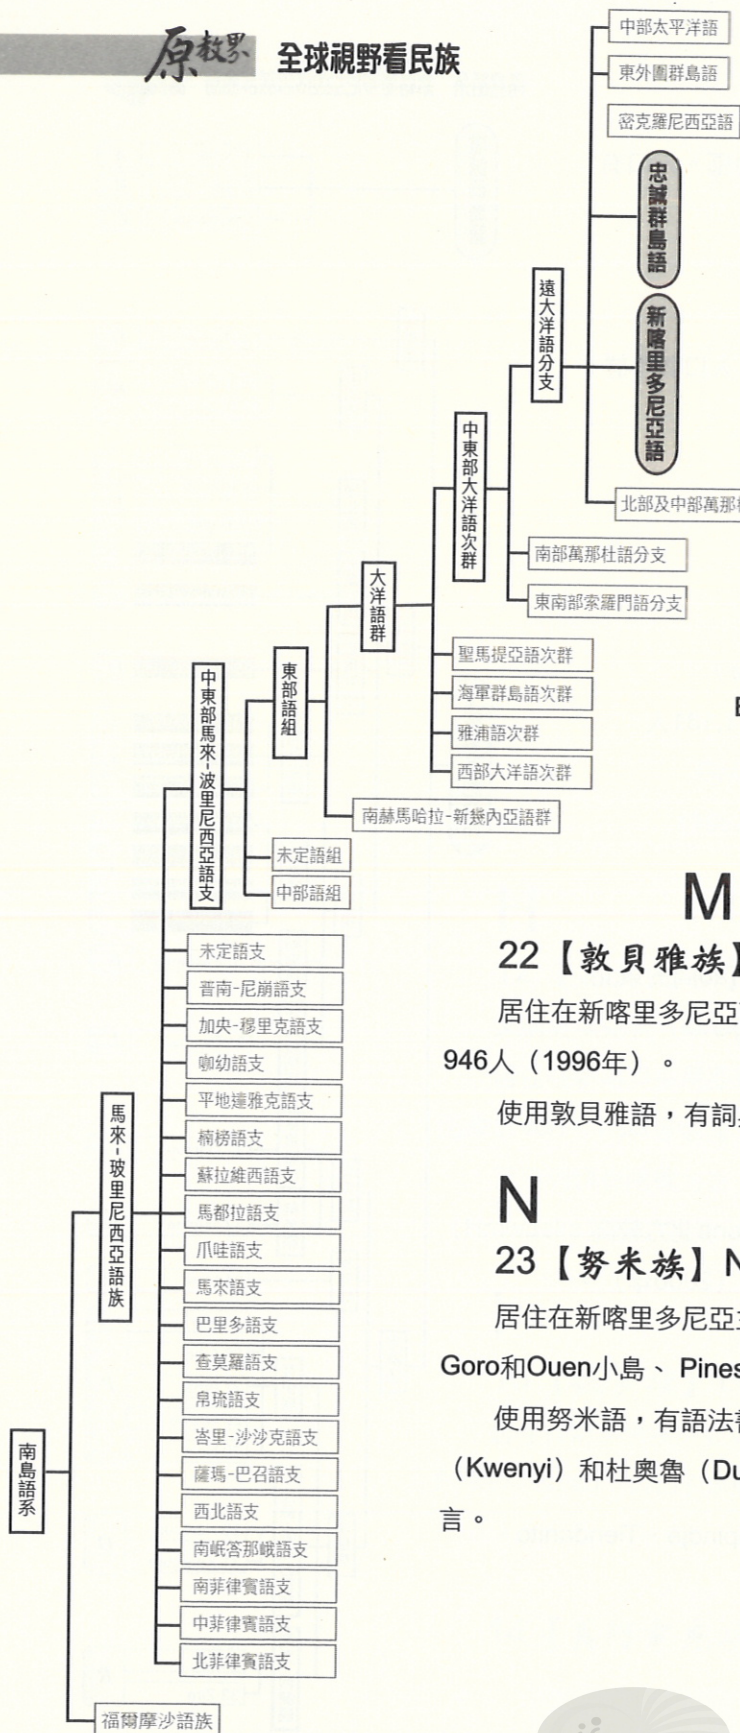 原教界 全球視野看民族
中部太平洋語
東外圍群島語
密克羅尼西亞語
忠誠群島語
新喀里多尼亞語
遠大洋語分支
北部及中部萬那
中東部大洋語次群
南部萬那杜語分支
東南部索羅門語分支
大洋語群
聖馬提亞語次群
海軍群島語次群
雅浦語次群
西部大洋語次群
東部語組
南赫馬哈拉-新幾內亞語群
中東部馬來-波里尼西亞語支
未定語組
中部語組
未定語支
普南-尼崩語支
加央-穆里克語支
咖幼語支
平地達雅克語支
楠榜語支
蘇拉維西語支
馬都拉語支
爪哇語支
馬來語支
巴里多語支
查莫羅語支
帛琉語支
峇里-沙沙克語支
薩瑪-巴召語支
西北語支
南岷答那峨語支
南菲律賓語支
中菲律賓語支
北菲律賓語支
馬來-玻里尼西亞語族
南島語系
福爾摩沙語族
M
22【敦貝雅族】
居住在新喀里多尼亞
946人（1996年）。
使用敦貝雅語，有詞
N
23【努米族】N
居住在新喀里多尼亞
Goro和Ouen小島、Pines
使用努米語，有語法
（Kwenyi）和杜奧魯（Du
言。